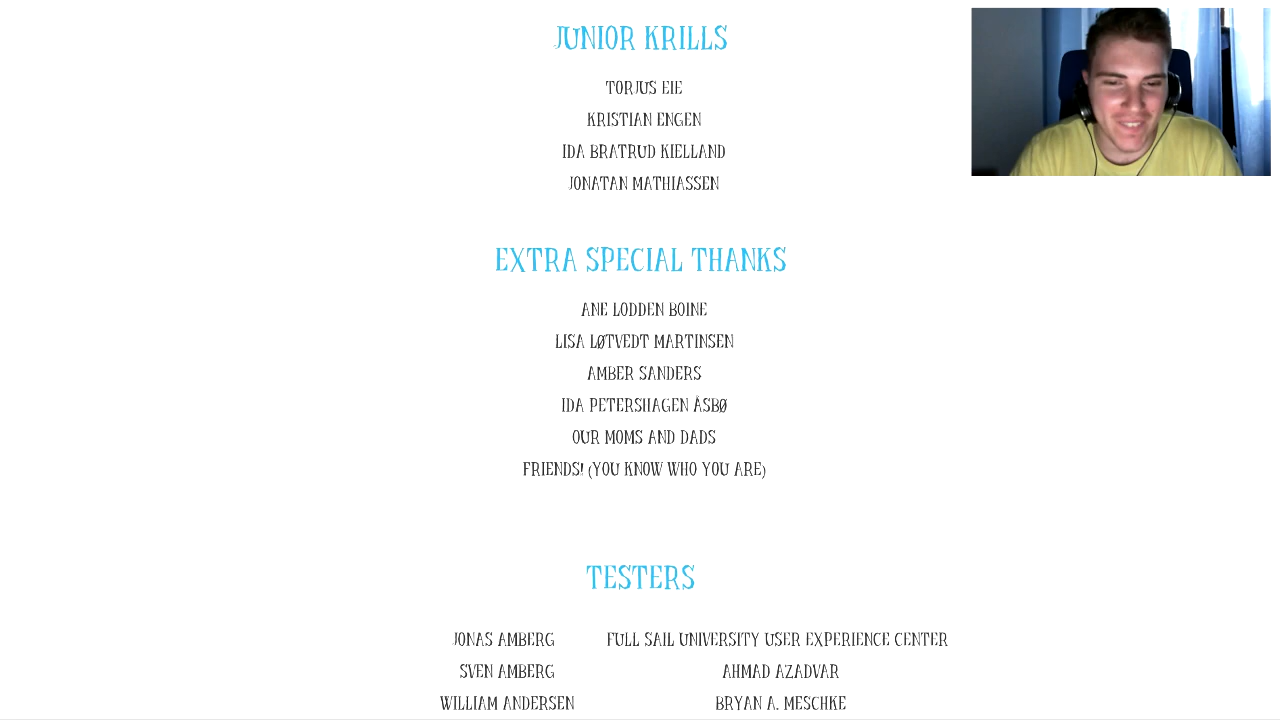 JUNIOR KRILLS
TORJUS EIE
KRISTIAN ENGEN
IDA BRATRUD KIELLAND
JONATAN MATHIASSEN
EXTRA SPECIAL THANKS
ANE LODDEN BOINE
LISA LØTVEDT MARTINSEN
AMBER SANDERS
IDA PETERSHAGEN ÅSBØ
OUR MOMS AND DADS
FRIENDS! (YOU KNOW WHO YOU ARE)
TESTERS
JONAS AMBERG FULL SAIL UNIVERSITY USER EXPERIENCE CENTER
SVEN AMBERG AHMAD AZADVAR
WILLIAM ANDERSEN BRYAN A. MESCHKE